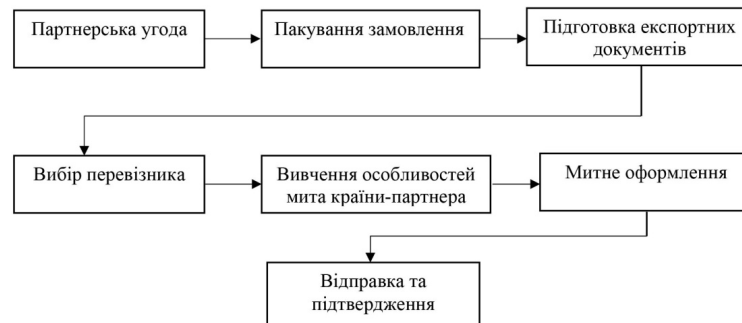 Партнерська угода
Пакування замовлення
Підготовка експортних
документів
Вибір перевізника
Вивчення особливостей
мита країни-партнера
Митне оформлення
Відправка та
підтвердження